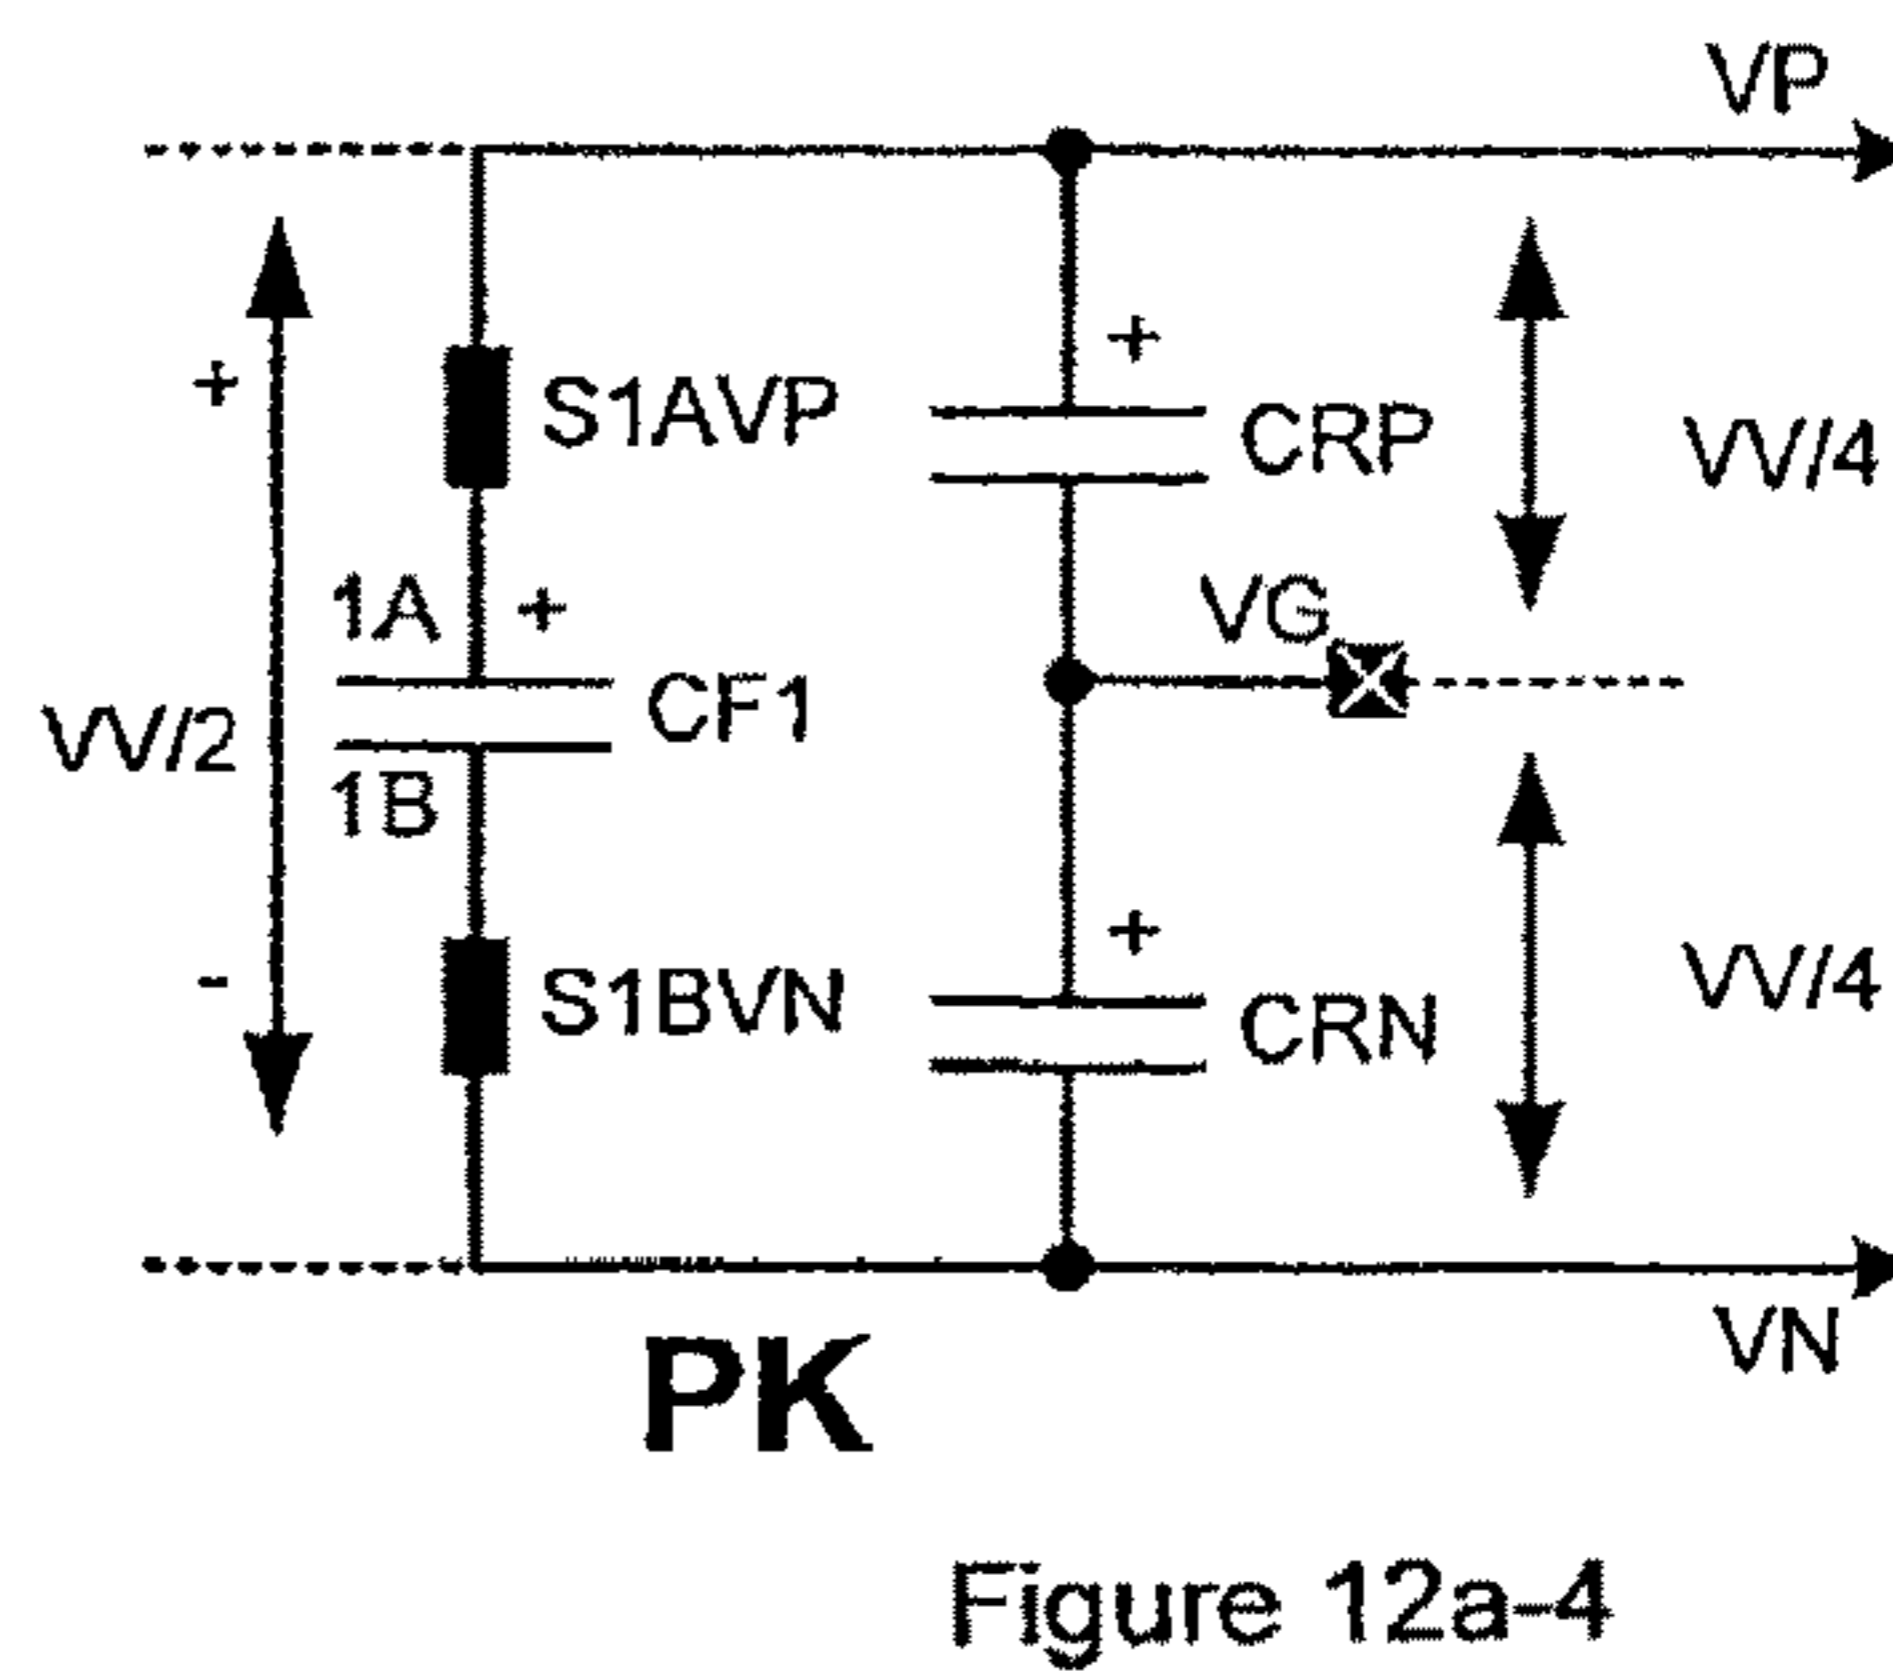 VP
+
+
S1AVP
CRP
VV/4
1A
+
VG
CF1
VV/2
1B
+
-
S1BVN
CRN
VV/4
VN
PK
Figure 12a-4